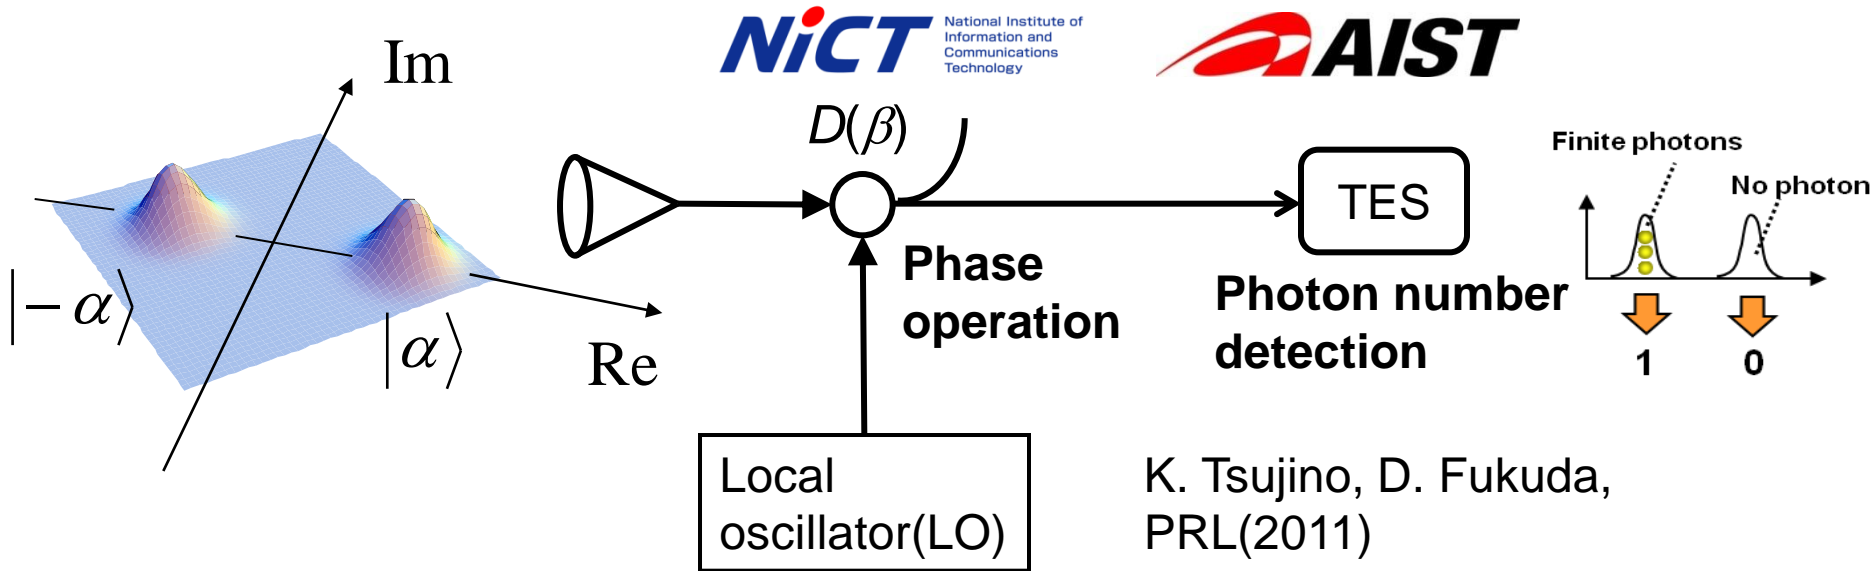 NiCT
National Institute of
Information and
Communications
Technology
AIST
Im
D(β)
|−α⟩
|α⟩
Re
TES
Phase
operation
Photon number
detection
Finite photons
No photon
1 0
Local
oscillator(LO)
K. Tsujino, D. Fukuda,
PRL(2011)